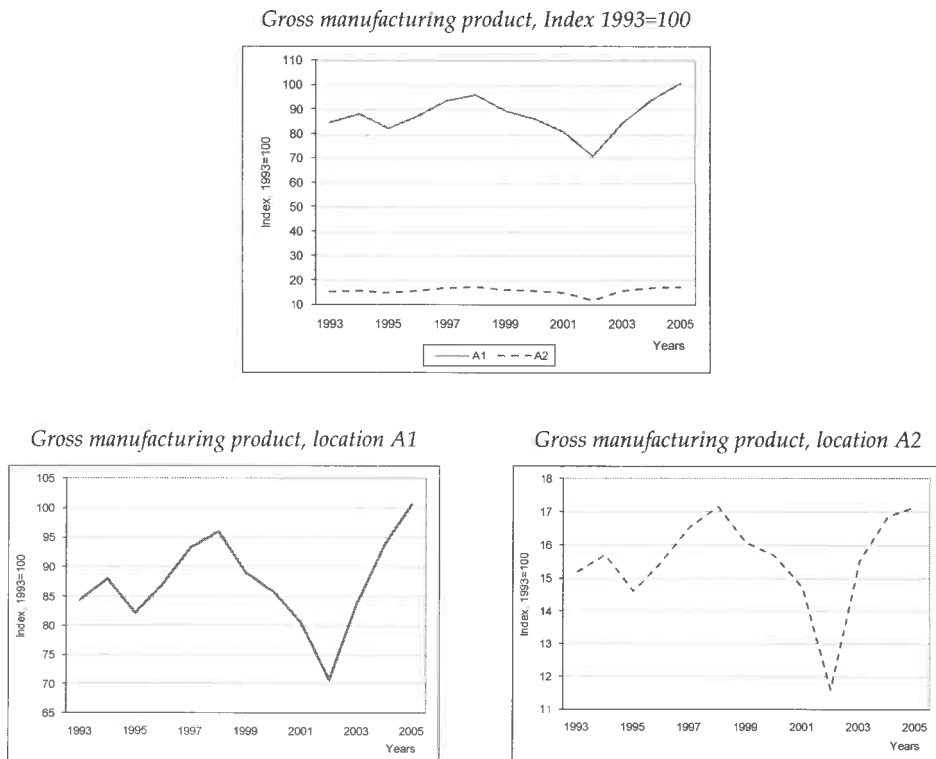 Gross manufacturing product, Index 1993=100
110
100
90
80
70
60
50
40
30
20
10
Index, 1993=100
1993 1995 1997 1999 2001 2003 2005
Years
A1 A2
Gross manufacturing product, location A1
105
100
95
90
85
80
75
70
65
Index, 1993=100
1993 1995 1997 1999 2001 2003 2005
Years
Gross manufacturing product, location A2
18
17
16
15
14
13
12
11
Index, 1993=100
1993 1995 1997 1999 2001 2003 2005
Years